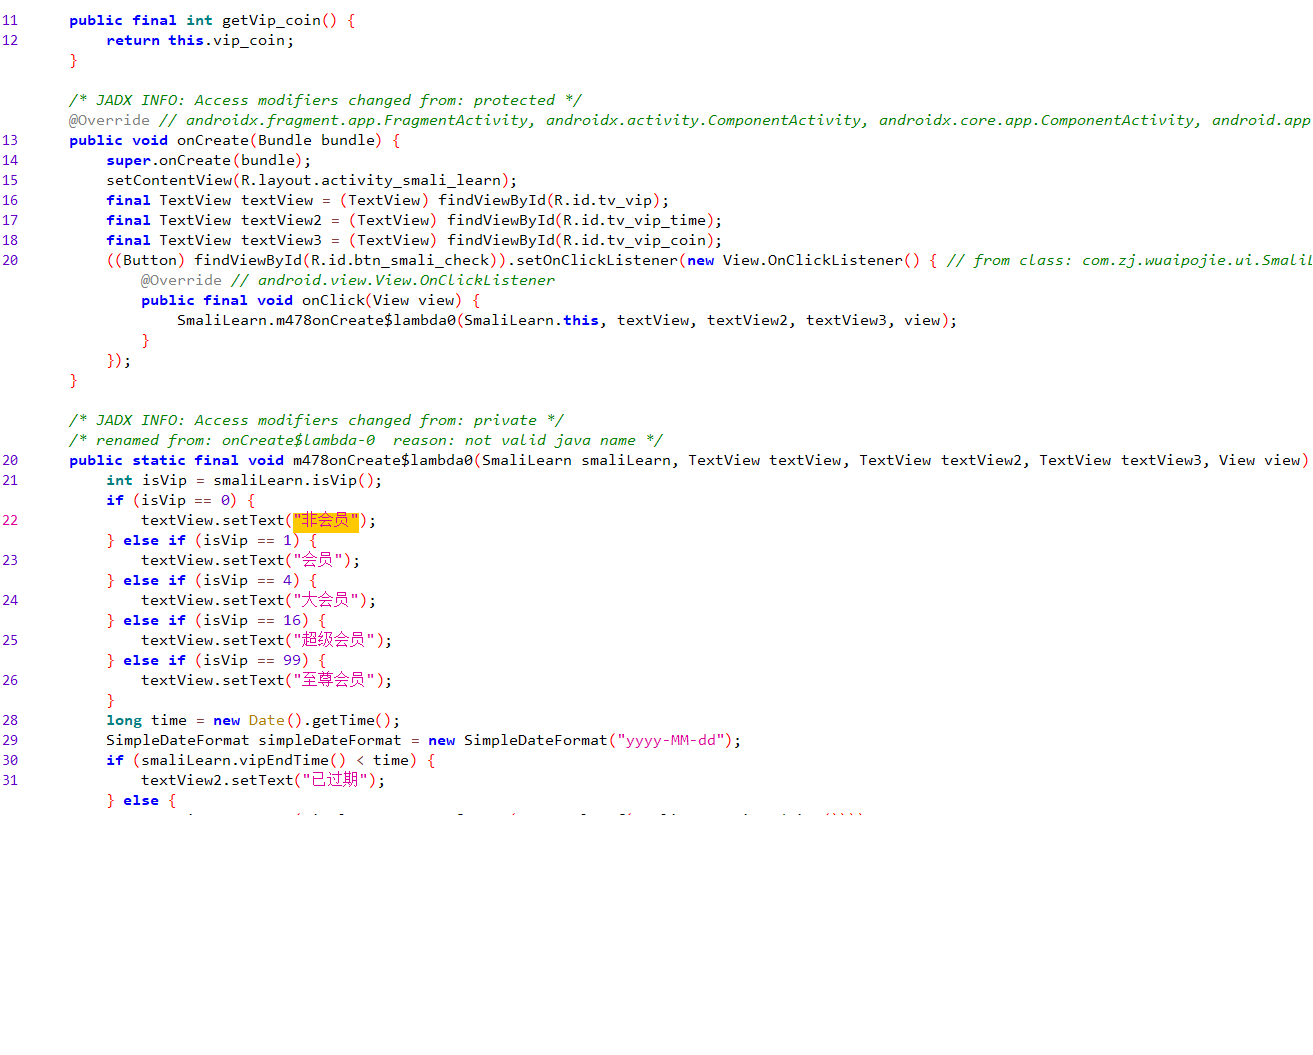 11 public final int getVip_coin() {
12 return this.vip_coin;
}
/* JADX INFO: Access modifiers changed from: protected */
@Override // androidx.fragment.app.FragmentActivity, androidx.activity.ComponentActivity, androidx.core.app.ComponentActivity, android.app
13 public void onCreate(Bundle bundle) {
14 super.onCreate(bundle);
15 setContentView(R.layout.activity_smali_learn);
16 final TextView textView = (TextView) findViewById(R.id.tv_vip);
17 final TextView textView2 = (TextView) findViewById(R.id.tv_vip_time);
18 final TextView textView3 = (TextView) findViewById(R.id.tv_vip_coin);
20 ((Button) findViewById(R.id.btn_smali_check)).setOnClickListener(new View.OnClickListener() { // from class: com.zj.wuaipojie.ui.SmaliL
@Override // android.view.View.OnClickListener
public final void onClick(View view) {
SmaliLearn.m478onCreate$lambda0(SmaliLearn.this, textView, textView2, textView3, view);
}
});
}
/* JADX INFO: Access modifiers changed from: private */
/* renamed from: onCreate$lambda-0  reason: not valid java name */
20 public static final void m478onCreate$lambda0(SmaliLearn smaliLearn, TextView textView, TextView textView2, TextView textView3, View view)
21 int isVip = smaliLearn.isVip();
if (isVip == 0) {
22 textView.setText("非会员");
} else if (isVip == 1) {
23 textView.setText("会员");
} else if (isVip == 4) {
24 textView.setText("大会员");
} else if (isVip == 16) {
25 textView.setText("超级会员");
} else if (isVip == 99) {
26 textView.setText("至尊会员");
}
28 long time = new Date().getTime();
29 SimpleDateFormat simpleDateFormat = new SimpleDateFormat("yyyy-MM-dd");
30 if (smaliLearn.vipEndTime() < time) {
31 textView2.setText("已过期");
} else {